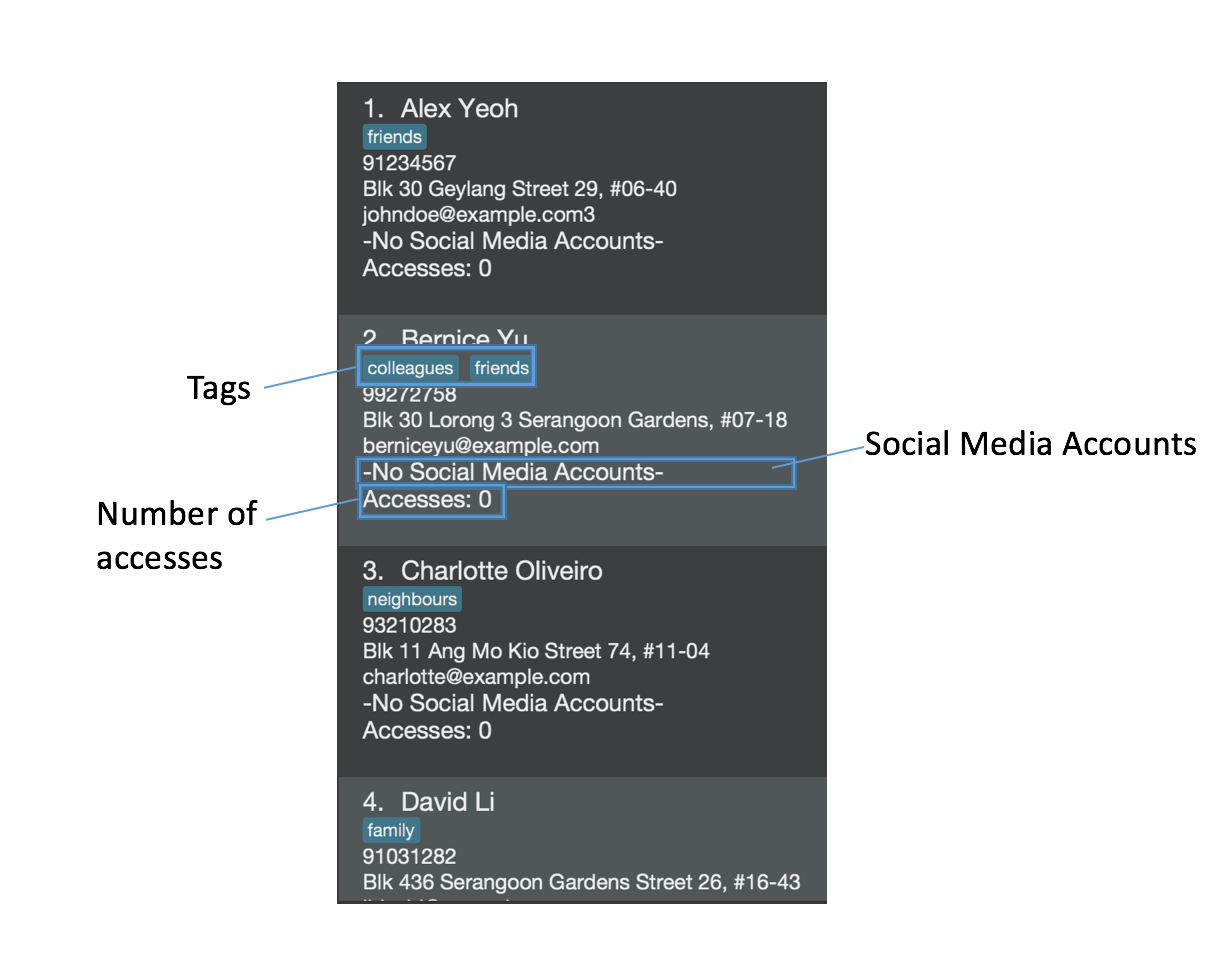 1. Alex Yeoh
friends
91234567
Blk 30 Geylang Street 29, #06-40
johndoe@example.com3
-No Social Media Accounts-
Accesses: 0
2. Bernice Yu
colleagues friends
99272758
Blk 30 Lorong 3 Serangoon Gardens, #07-18
berniceyu@example.com
-No Social Media Accounts-
Accesses: 0
3. Charlotte Oliveiro
neighbours
93210283
Blk 11 Ang Mo Kio Street 74, #11-04
charlotte@example.com
-No Social Media Accounts-
Accesses: 0
4. David Li
family
91031282
Blk 436 Serangoon Gardens Street 26, #16-43
Tags
Social Media Accounts
Number of
accesses